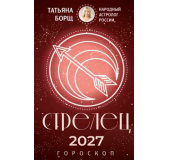 ТАТЬЯНА
БОРЩ
НАРОДНЫЙ
АСТРОЛОГ
РОССИИ
СТРЕЛЕЦ
2027
ГОРОСКОП